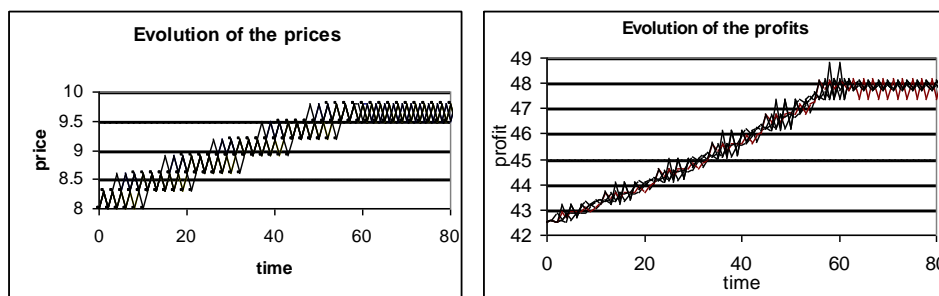 Evolution of the prices
10
9.5
9
8.5
8
price
0 20 40 60 80
time
Evolution of the profits
49
48
47
46
45
44
43
42
profit
0 20 40 60 80
time